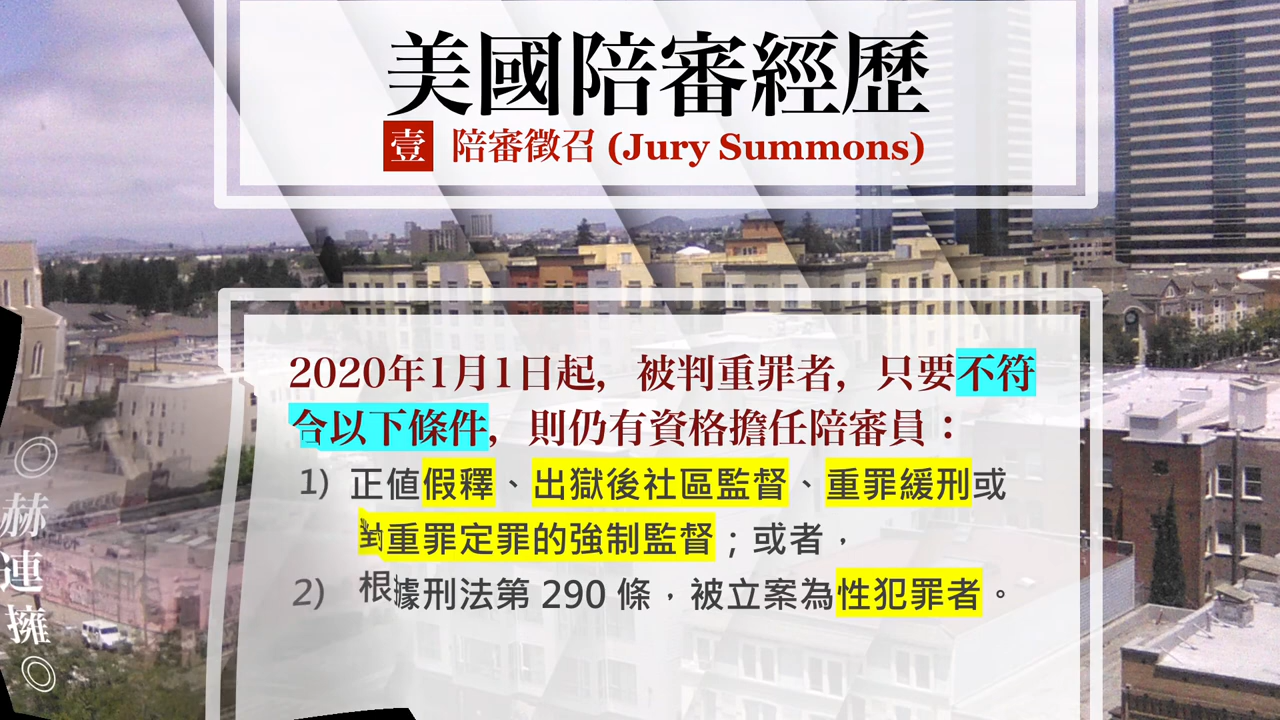 美國陪審經歷
壹 陪審徵召 (Jury Summons)
2020年1月1日起，被判重罪者，只要不符
合以下條件，則仍有資格擔任陪審員：
1) 正值假釋、出獄後社區監督、重罪緩刑或
對重罪定罪的強制監督；或者，
2) 根據刑法第 290 條，被立案為性犯罪者。
◎赫連擁◎